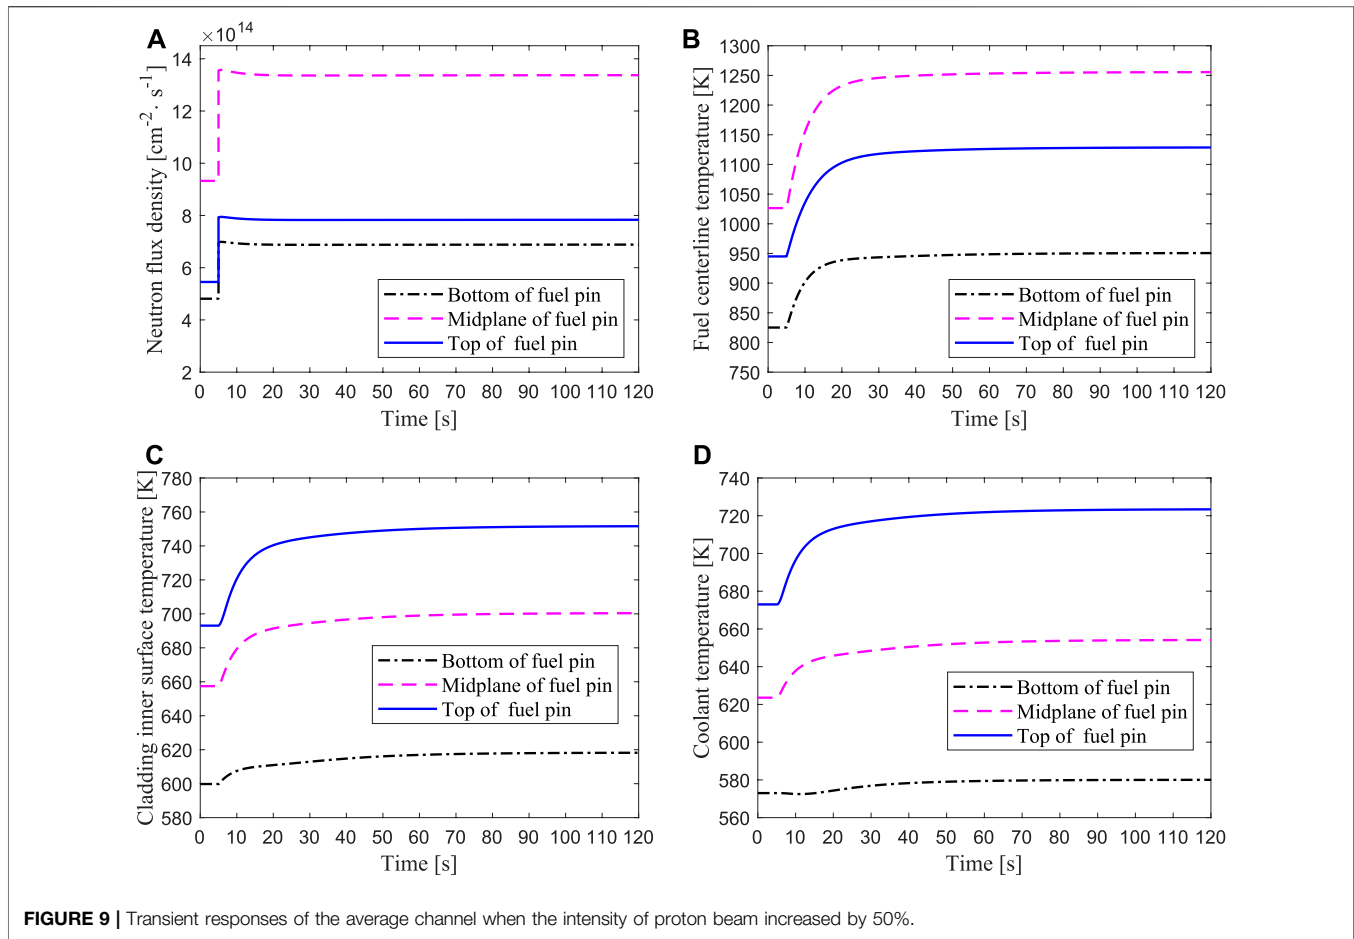 A
×10^14
14
12
10
8
6
4
2
0 10 20 30 40 50 60 70 80 90 100 110 120
Time [s]
Neutron flux density [cm^-2 · s^-1]
Bottom of fuel pin
Midplane of fuel pin
Top of fuel pin
B
1300
1250
1200
1150
1100
1050
1000
950
900
850
800
750
0 10 20 30 40 50 60 70 80 90 100 110 120
Time [s]
Fuel centerline temperature [K]
Bottom of fuel pin
Midplane of fuel pin
Top of fuel pin
C
780
760
740
720
700
680
660
640
620
600
580
0 10 20 30 40 50 60 70 80 90 100 110 120
Time [s]
Cladding inner surface temperature [K]
Bottom of fuel pin
Midplane of fuel pin
Top of fuel pin
D
740
720
700
680
660
640
620
600
580
560
0 10 20 30 40 50 60 70 80 90 100 110 120
Time [s]
Coolant temperature [K]
Bottom of fuel pin
Midplane of fuel pin
Top of fuel pin
FIGURE 9 | Transient responses of the average channel when the intensity of proton beam increased by 50%.